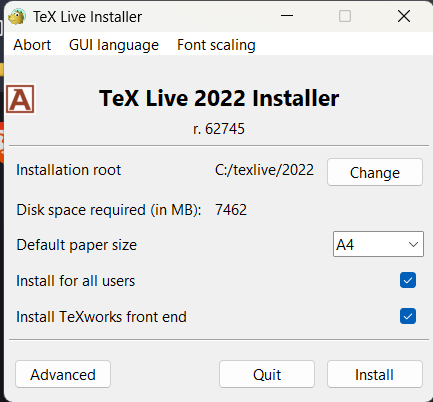 TeX Live Installer
Abort GUI language Font scaling
TeX Live 2022 Installer
r. 62745
Installation root C:/texlive/2022 Change
Disk space required (in MB): 7462
Default paper size A4
Install for all users
Install TeXworks front end
Advanced Quit Install